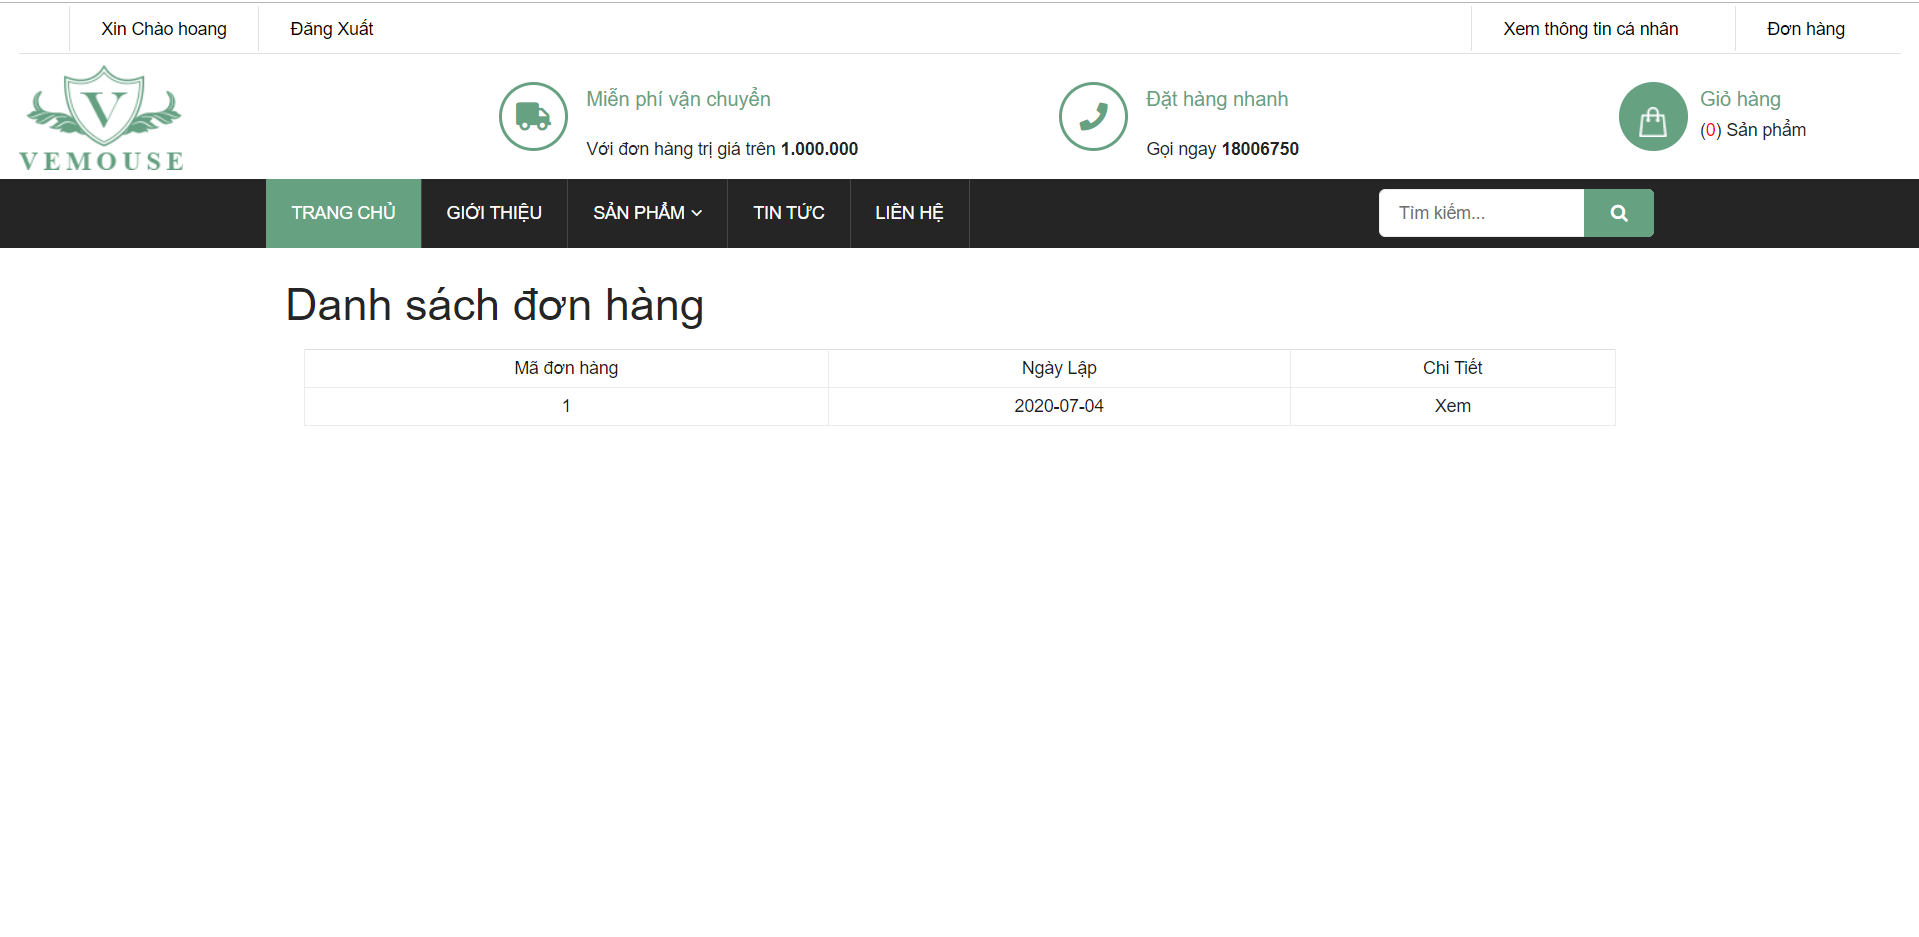 Xin Chào hoang
Đăng Xuất
Xem thông tin cá nhân
Đơn hàng
V
VEMOUSE
Miễn phí vận chuyển
Với đơn hàng trị giá trên 1.000.000
Đặt hàng nhanh
Gọi ngay 18006750
Giỏ hàng
(0) Sản phẩm
TRANG CHỦ
GIỚI THIỆU
SẢN PHẨM
TIN TỨC
LIÊN HỆ
Tìm kiếm...
Danh sách đơn hàng
Mã đơn hàng Ngày Lập Chi Tiết
1 2020-07-04 Xem